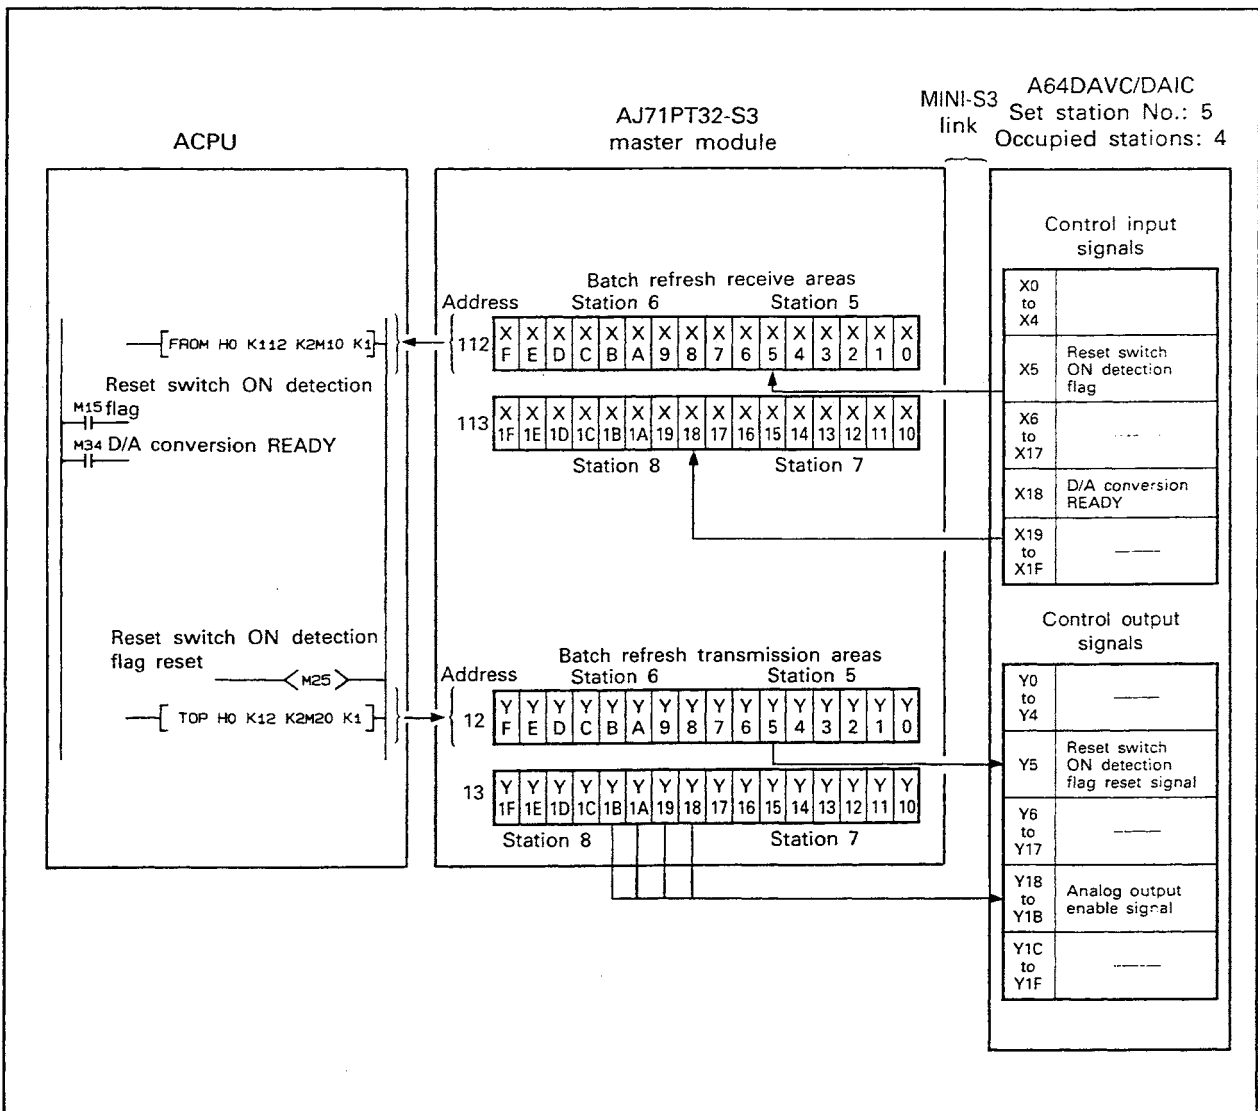 ACPU
AJ71PT32-S3
master module
MINI-S3
link
A64DAVC/DAIC
Set station No.: 5
Occupied stations: 4
FROM H0 K112 K2M10 K1
Reset switch ON detection
M15 flag
M34 D/A conversion READY
Reset switch ON detection
flag reset
M25
TOP H0 K12 K2M20 K1
Batch refresh receive areas
Address Station 6 Station 5
112 X X X X X X X X X X X X X X X X
F E D C B A 9 8 7 6 5 4 3 2 1 0
113 X X X X X X X X X X X X X X X X
1F 1E 1D 1C 1B 1A 19 18 17 16 15 14 13 12 11 10
Station 8 Station 7
Batch refresh transmission areas
Address Station 6 Station 5
12 Y Y Y Y Y Y Y Y Y Y Y Y Y Y Y Y
F E D C B A 9 8 7 6 5 4 3 2 1 0
13 Y Y Y Y Y Y Y Y Y Y Y Y Y Y Y Y
1F 1E 1D 1C 1B 1A 19 18 17 16 15 14 13 12 11 10
Station 8 Station 7
Control input
signals
X0
to
X4
X5
Reset switch
ON detection
flag
X6
to
X17
X18
D/A conversion
READY
X19
to
X1F
Control output
signals
Y0
to
Y4
Y5
Reset switch
ON detection
flag reset signal
Y6
to
Y17
Y18
to
Y1B
Analog output
enable signal
Y1C
to
Y1F